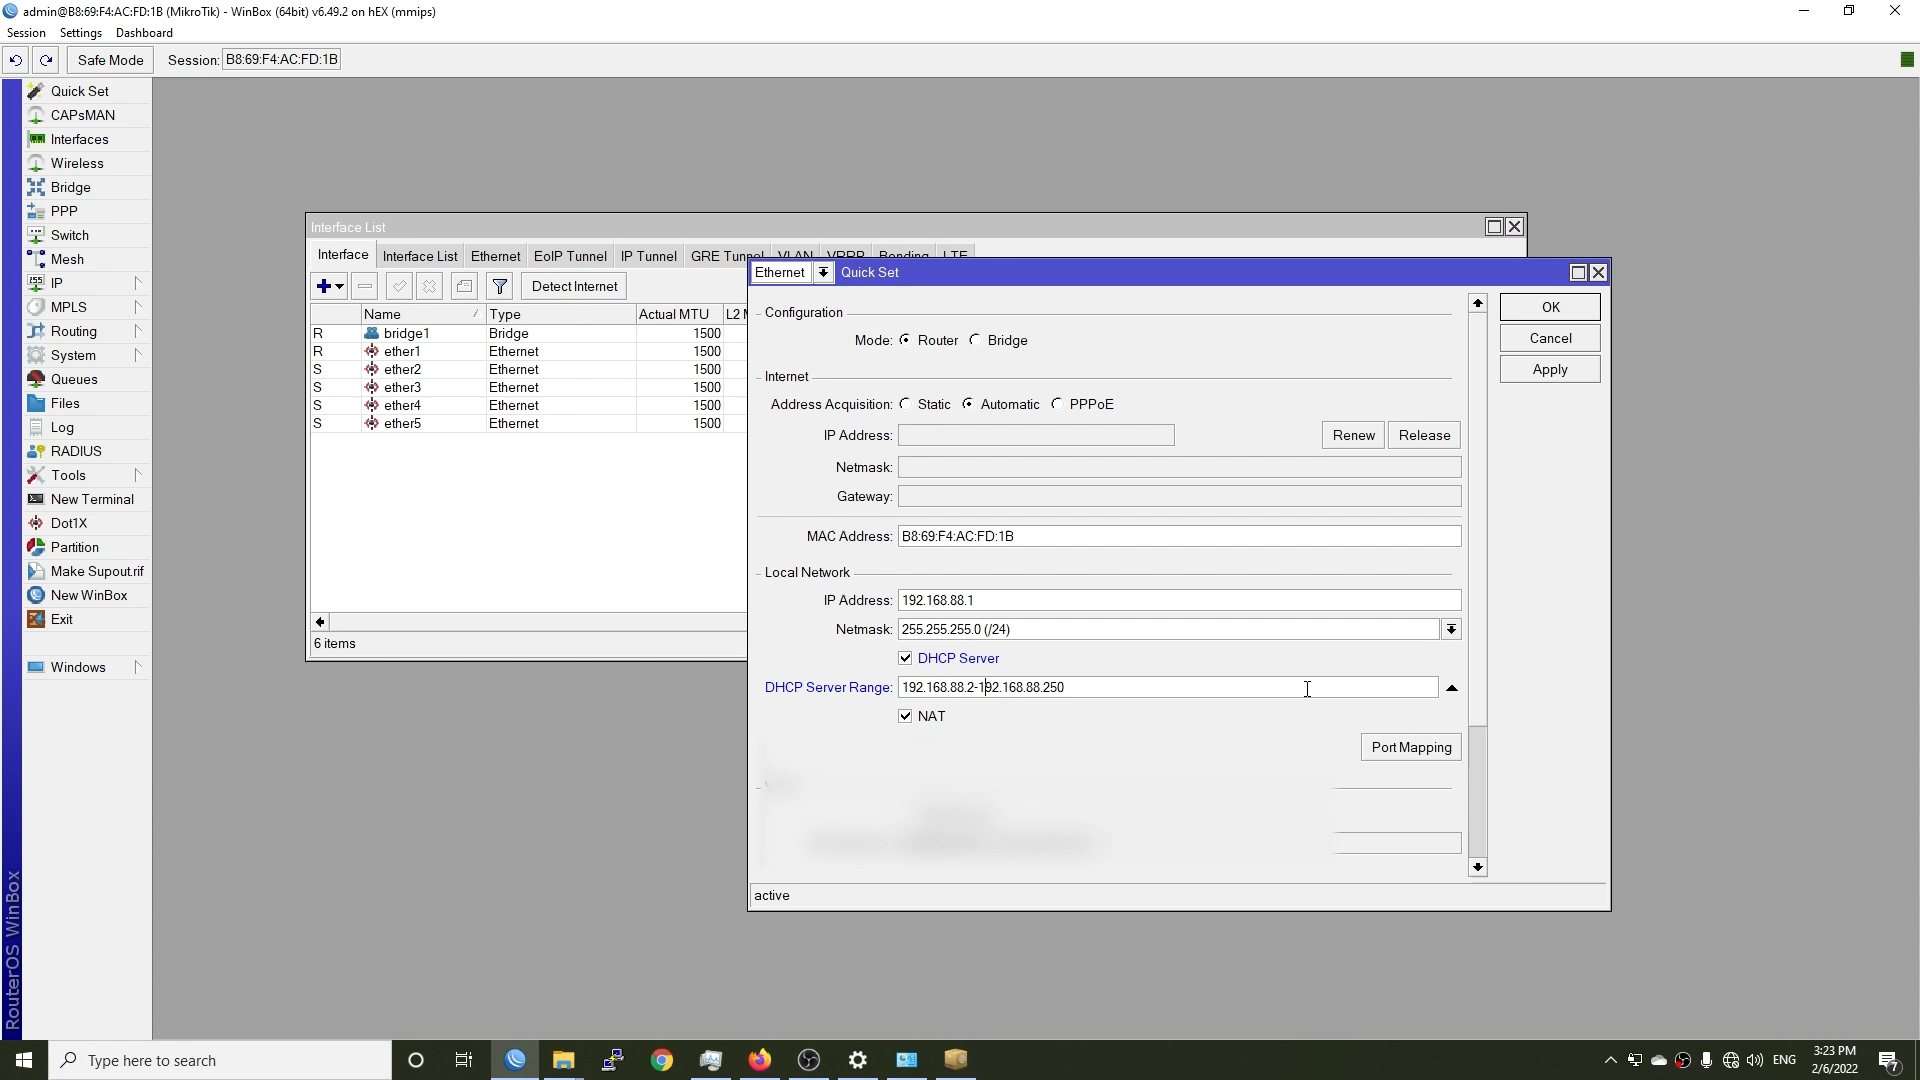 admin@B8:69:F4:AC:FD:1B (MikroTik) - WinBox (64bit) v6.49.2 on hEX (mmips)
Session Settings Dashboard
Safe Mode Session: B8:69:F4:AC:FD:1B
Quick Set
CAPsMAN
Interfaces
Wireless
Bridge
PPP
Switch
Mesh
IP
MPLS
Routing
System
Queues
Files
Log
RADIUS
Tools
New Terminal
Dot1X
Partition
Make Supout.rif
New WinBox
Exit
Windows
RouterOS WinBox
Interface List
Interface Interface List Ethernet EoIP Tunnel IP Tunnel GRE Tunnel VLAN VRRP Bonding LTE
Detect Internet
Name Type Actual MTU L2 M
R bridge1 Bridge 1500
R ether1 Ethernet 1500
S ether2 Ethernet 1500
S ether3 Ethernet 1500
S ether4 Ethernet 1500
S ether5 Ethernet 1500
6 items
Ethernet Quick Set
Configuration
Mode: Router Bridge
Internet
Address Acquisition: Static Automatic PPPoE
IP Address: Renew Release
Netmask:
Gateway:
MAC Address: B8:69:F4:AC:FD:1B
Local Network
IP Address: 192.168.88.1
Netmask: 255.255.255.0 (/24)
DHCP Server
DHCP Server Range: 192.168.88.2-192.168.88.250
NAT
Port Mapping
active
OK
Cancel
Apply
Type here to search
ENG
3:23 PM
2/6/2022
7